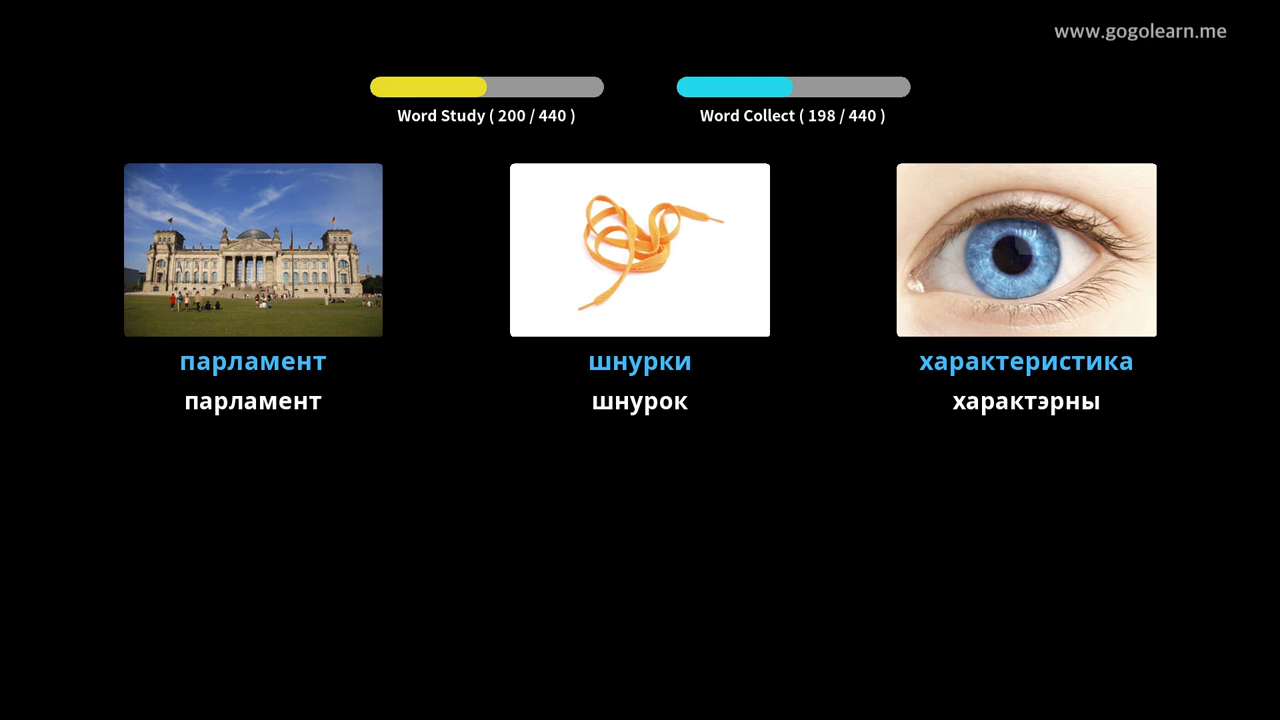 www.gogolearn.me
Word Study ( 200 / 440 )
Word Collect ( 198 / 440 )
парламент
шнурки
характеристика
парламент
шнурок
характэрны